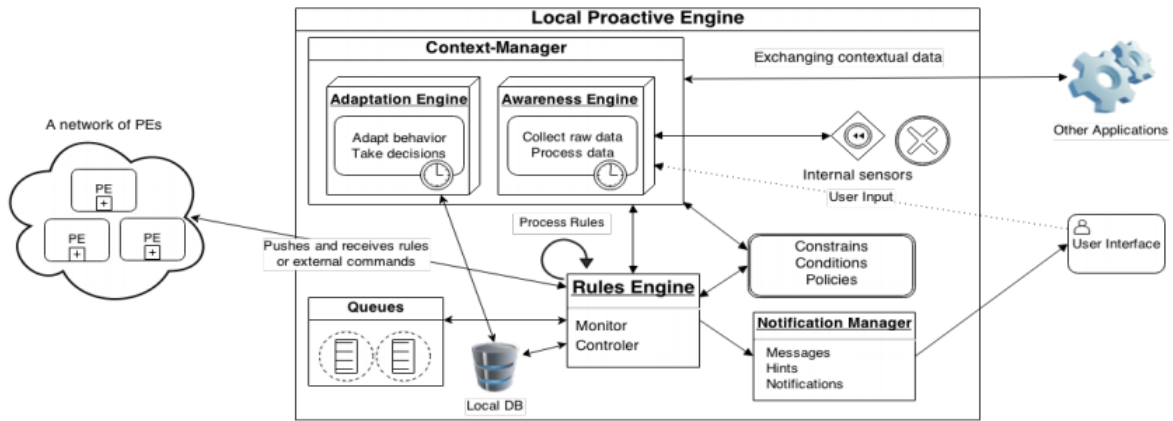 Local Proactive Engine
Context-Manager
Exchanging contextual data
Adaptation Engine
Awareness Engine
Adapt behavior
Take decisions
Collect raw data
Process data
A network of PEs
PE
+
PE
+
PE
+
Other Applications
Internal sensors
User Input
Process Rules
Pushes and receives rules
or external commands
Constrains
Conditions
Policies
User Interface
Rules Engine
Monitor
Controler
Queues
Notification Manager
Messages
Hints
Notifications
Local DB